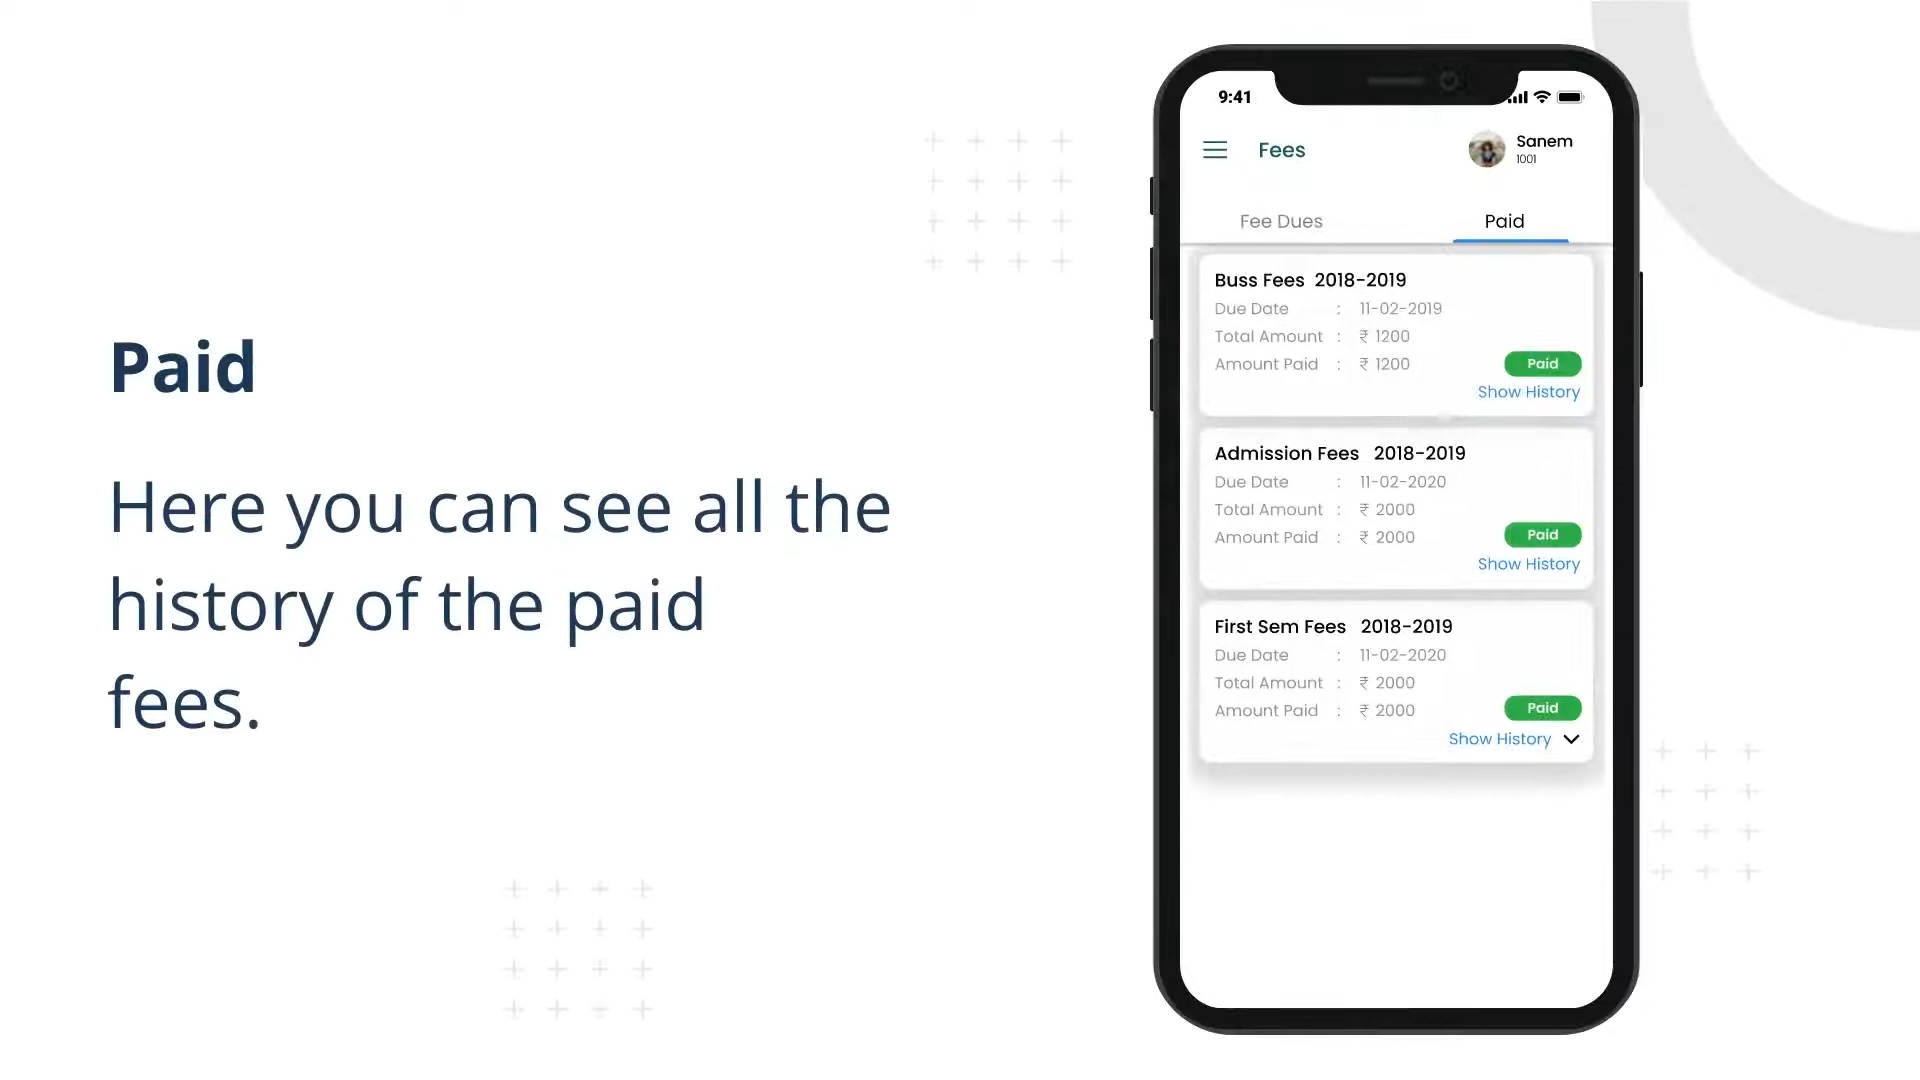 Paid
Here you can see all the
history of the paid
fees.
9:41
Fees
Sanem
1001
Fee Dues
Paid
Buss Fees 2018-2019
Due Date : 11-02-2019
Total Amount : ₹ 1200
Amount Paid : ₹ 1200
Paid
Show History
Admission Fees 2018-2019
Due Date : 11-02-2020
Total Amount : ₹ 2000
Amount Paid : ₹ 2000
Paid
Show History
First Sem Fees 2018-2019
Due Date : 11-02-2020
Total Amount : ₹ 2000
Amount Paid : ₹ 2000
Paid
Show History